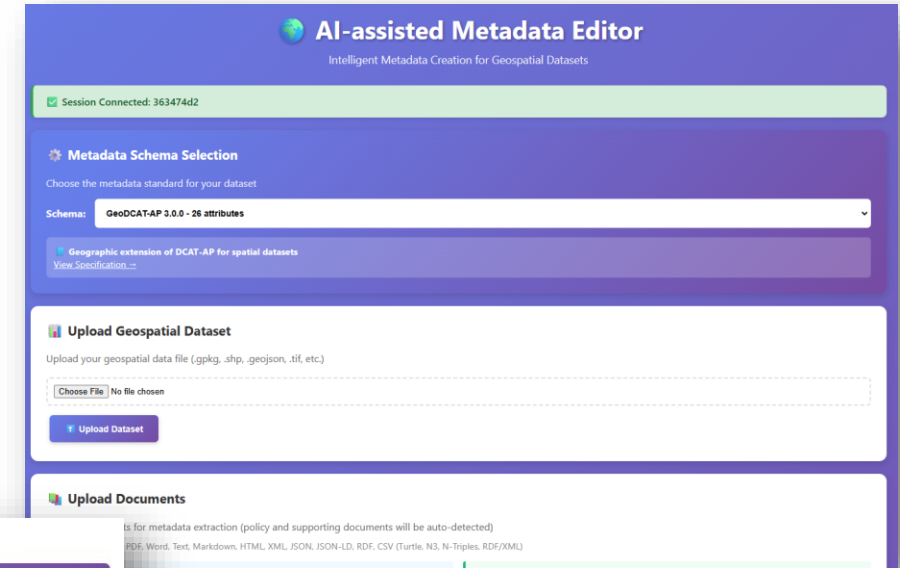 AI-assisted Metadata Editor
Intelligent Metadata Creation for Geospatial Datasets
Session Connected: 363474d2
Metadata Schema Selection
Choose the metadata standard for your dataset
Schema: GeoDCAT-AP 3.0.0 - 26 attributes
Geographic extension of DCAT-AP for spatial datasets
View Specification →
Upload Geospatial Dataset
Upload your geospatial data file (.gpkg, .shp, .geojson, .tif, etc.)
Choose File No file chosen
Upload Dataset
Upload Documents
for metadata extraction (policy and supporting documents will be auto-detected)
PDF, Word, Text, Markdown, HTML, XML, JSON, JSON-LD, RDF, CSV (Turtle, N3, N-Triples, RDF/XML)